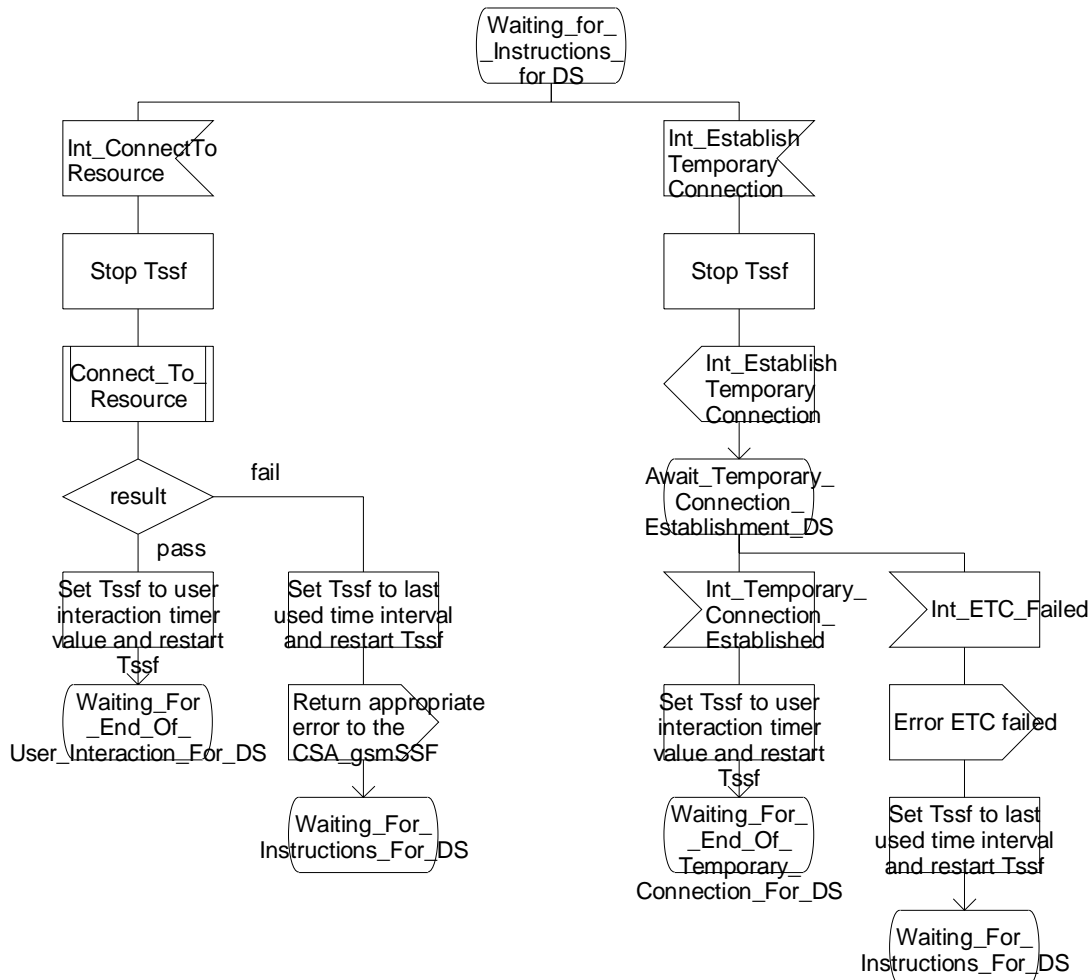 Waiting_for_
_Instructions_
for DS
Int_ConnectTo
Resource
Stop Tssf
Connect_To_
Resource
result
fail
pass
Set Tssf to user
interaction timer
value and restart
Tssf
Waiting_For
_End_Of_
User_Interaction_For_DS
Set Tssf to last
used time interval
and restart Tssf
Return appropriate
error to the
CSA_gsmSSF
Waiting_For_
Instructions_For_DS
Int_Establish
Temporary
Connection
Stop Tssf
Int_Establish
Temporary
Connection
Await_Temporary_
Connection_
Establishment_DS
Int_Temporary_
Connection_
Established
Set Tssf to user
interaction timer
value and restart
Tssf
Waiting_For_
_End_Of_
Temporary_
Connection_For_DS
Int_ETC_Failed
Error ETC failed
Set Tssf to last
used time interval
and restart Tssf
Waiting_For_
Instructions_For_DS